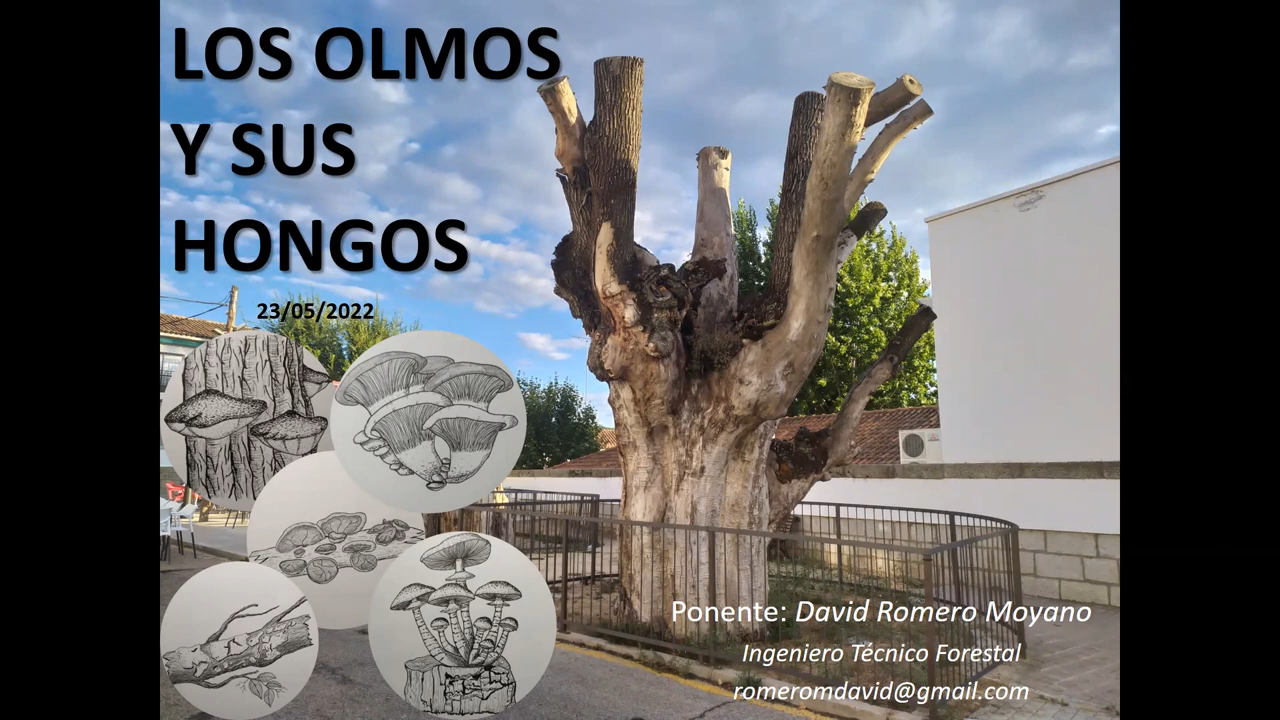 LOS OLMOS
Y SUS
HONGOS
23/05/2022
Ponente: David Romero Moyano
Ingeniero Técnico Forestal
romeromdavid@gmail.com